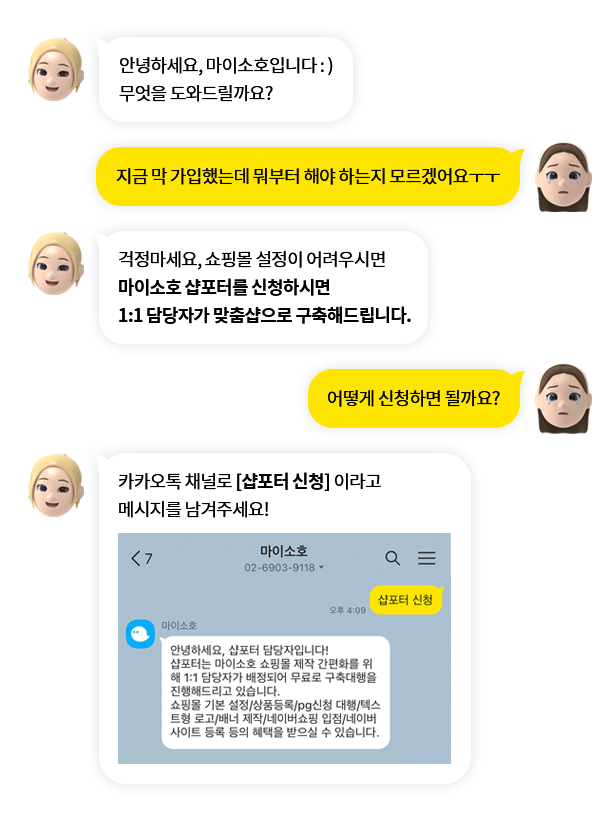 안녕하세요, 마이소호입니다 : )
무엇을 도와드릴까요?
지금 막 가입했는데 뭐부터 해야 하는지 모르겠어요ㅜㅜ
걱정마세요, 쇼핑몰 설정이 어려우시면
마이소호 샵포터를 신청하시면
1:1 담당자가 맞춤샵으로 구축해드립니다.
어떻게 신청하면 될까요?
카카오톡 채널로 [샵포터 신청] 이라고
메시지를 남겨주세요!
7
마이소호
02-6903-9118
샵포터 신청
오후 4:09
마이소호
안녕하세요, 샵포터 담당자입니다!
샵포터는 마이소호 쇼핑몰 제작 간편화를 위
해 1:1 담당자가 배정되어 무료로 구축대행을
진행해드리고 있습니다.
쇼핑몰 기본 설정/상품등록/pg신청 대행/텍스
트형 로고/배너 제작/네이버쇼핑 입점/네이버
사이트 등록 등의 혜택을 받으실 수 있습니다.